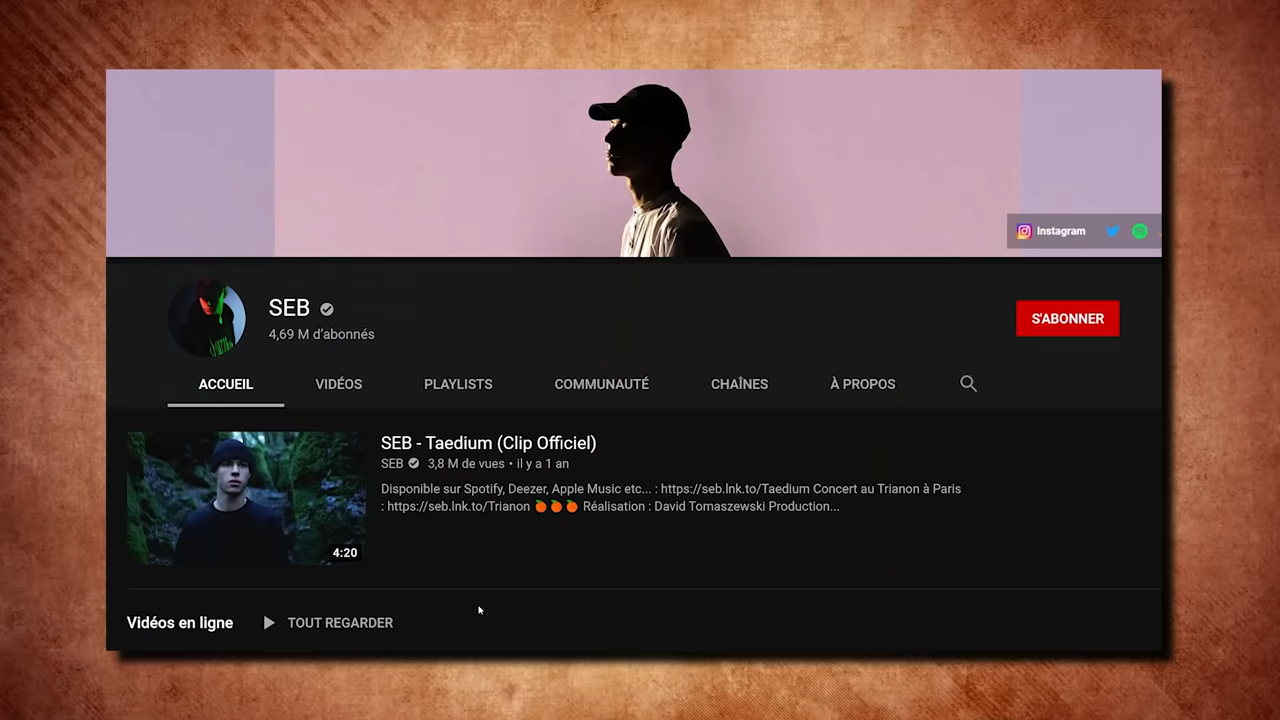 Instagram
SEB
4,69 M d'abonnés
S'ABONNER
ACCUEIL VIDÉOS PLAYLISTS COMMUNAUTÉ CHAÎNES À PROPOS
SEB - Taedium (Clip Officiel)
SEB 3,8 M de vues • il y a 1 an
Disponible sur Spotify, Deezer, Apple Music etc... : https://seb.lnk.to/Taedium Concert au Trianon à Paris
: https://seb.lnk.to/Trianon 🍊🍊🍊 Réalisation : David Tomaszewski Production...
4:20
Vidéos en ligne TOUT REGARDER